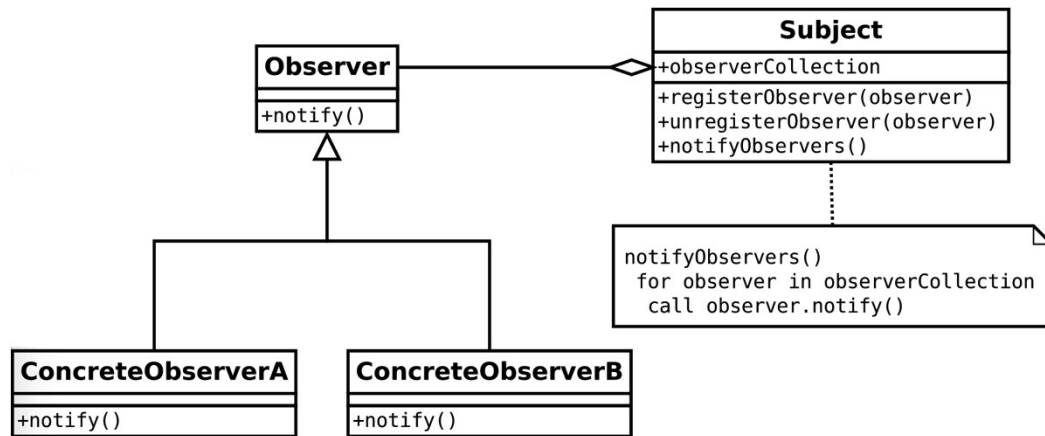 Observer
+notify()
Subject
+observerCollection
+registerObserver(observer)
+unregisterObserver(observer)
+notifyObservers()
notifyObservers()
for observer in observerCollection
call observer.notify()
ConcreteObserverA
+notify()
ConcreteObserverB
+notify()